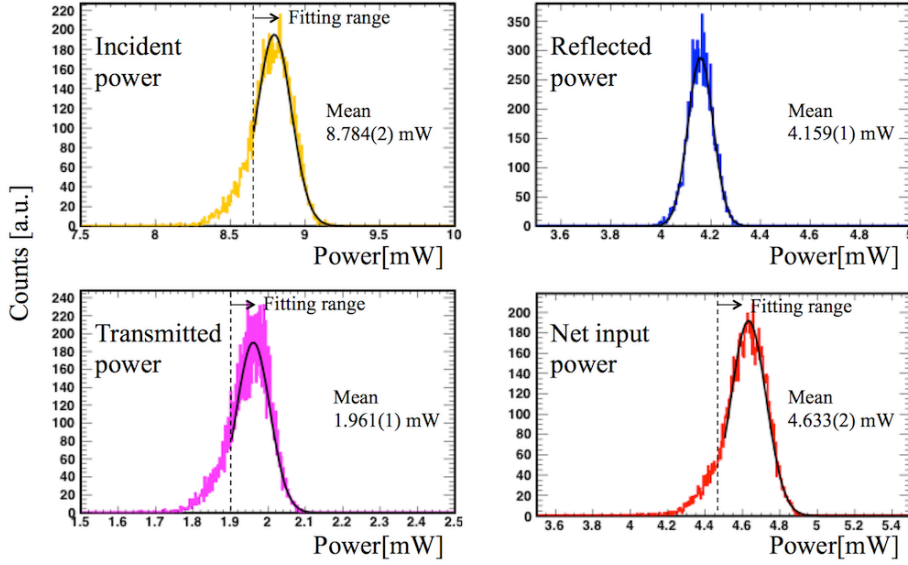 Counts [a.u.]
220
200
180
160
140
120
100
80
60
40
20
0
Fitting range
Incident
power
Mean
8.784(2) mW
7.5 8 8.5 9 9.5 10
Power[mW]
350
300
250
200
150
100
50
0
Reflected
power
Mean
4.159(1) mW
3.6 3.8 4 4.2 4.4 4.6 4.8
Power[mW]
240
220
200
180
160
140
120
100
80
60
40
20
0
Fitting range
Transmitted
power
Mean
1.961(1) mW
1.5 1.6 1.7 1.8 1.9 2 2.1 2.2 2.3 2.4 2.5
Power[mW]
200
180
160
140
120
100
80
60
40
20
0
Fitting range
Net input
power
Mean
4.633(2) mW
3.6 3.8 4 4.2 4.4 4.6 4.8 5 5.2 5.4
Power[mW]